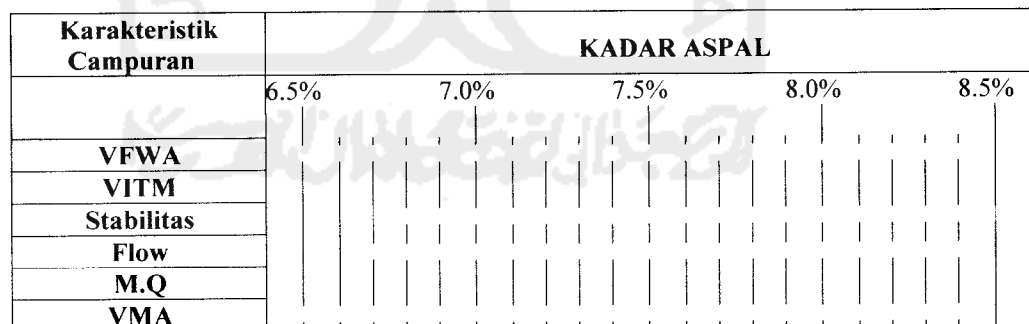 Karakteristik
Campuran
KADAR ASPAL
6.5% 7.0% 7.5% 8.0% 8.5%
VFWA
VITM
Stabilitas
Flow
M.Q
VMA